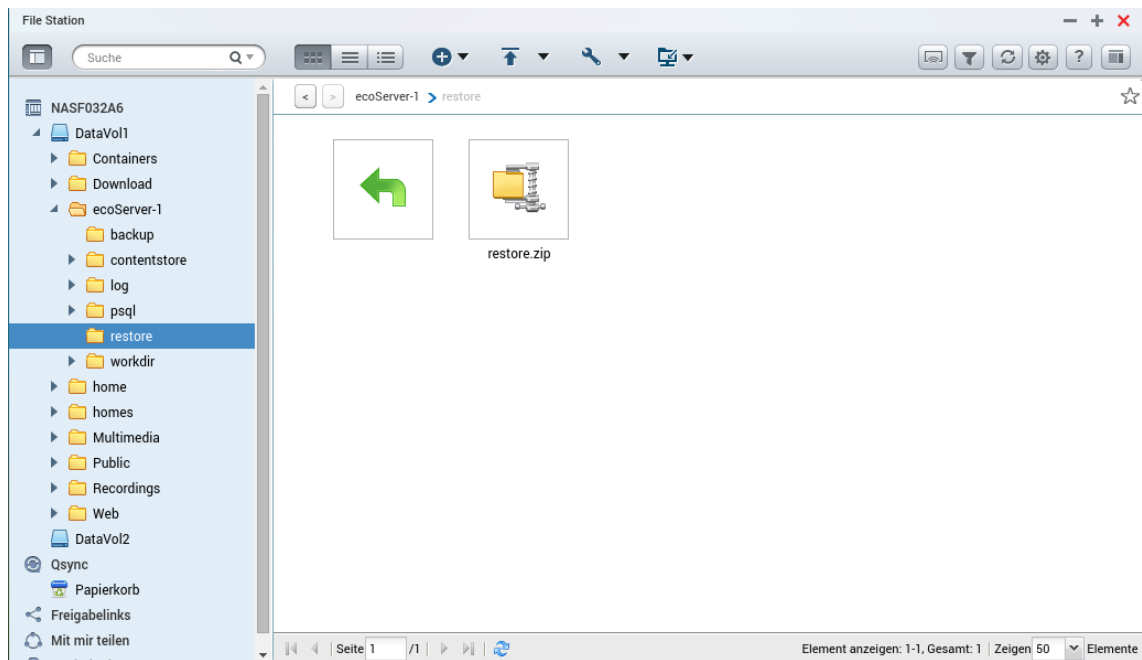 File Station
Suche
ecoServer-1 > restore
NASF032A6
DataVol1
Containers
Download
ecoServer-1
backup
contentstore
log
psql
restore
workdir
home
homes
Multimedia
Public
Recordings
Web
DataVol2
Qsync
Papierkorb
Freigabelinks
Mit mir teilen
restore.zip
Seite 1 /1
Element anzeigen: 1-1, Gesamt: 1 | Zeigen 50 Elemente